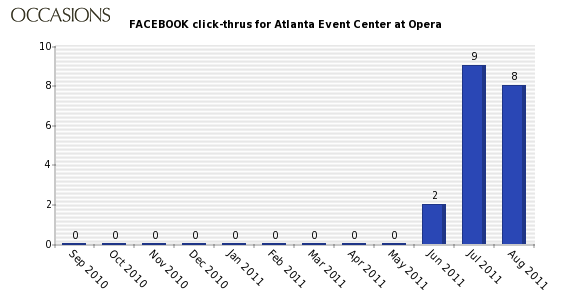 OCCASIONS
FACEBOOK click-thrus for Atlanta Event Center at Opera
10
8
6
4
2
0
0 0 0 0 0 0 0 0 0 2 9 8
Sep 2010 Oct 2010 Nov 2010 Dec 2010 Jan 2011 Feb 2011 Mar 2011 Apr 2011 May 2011 Jun 2011 Jul 2011 Aug 2011